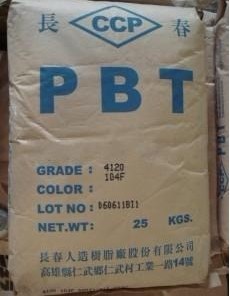 長 CCP 春
PBT
GRADE : 4120
104F
COLOR :
LOT NO : D6D611BI1
NET.WT: 25 KGS.
長春人造樹脂廠股份有限公司
高雄縣仁武鄉仁武村工業一路14號